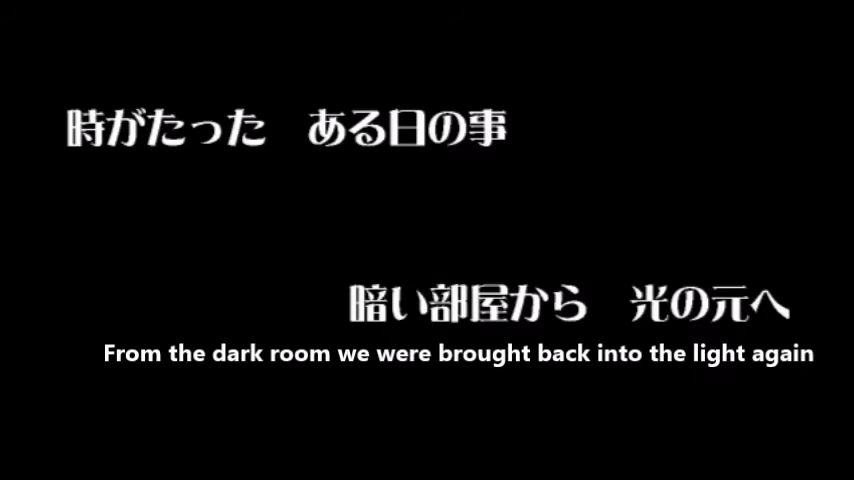 時がたった　ある日の事
暗い部屋から　光の元へ
From the dark room we were brought back into the light again